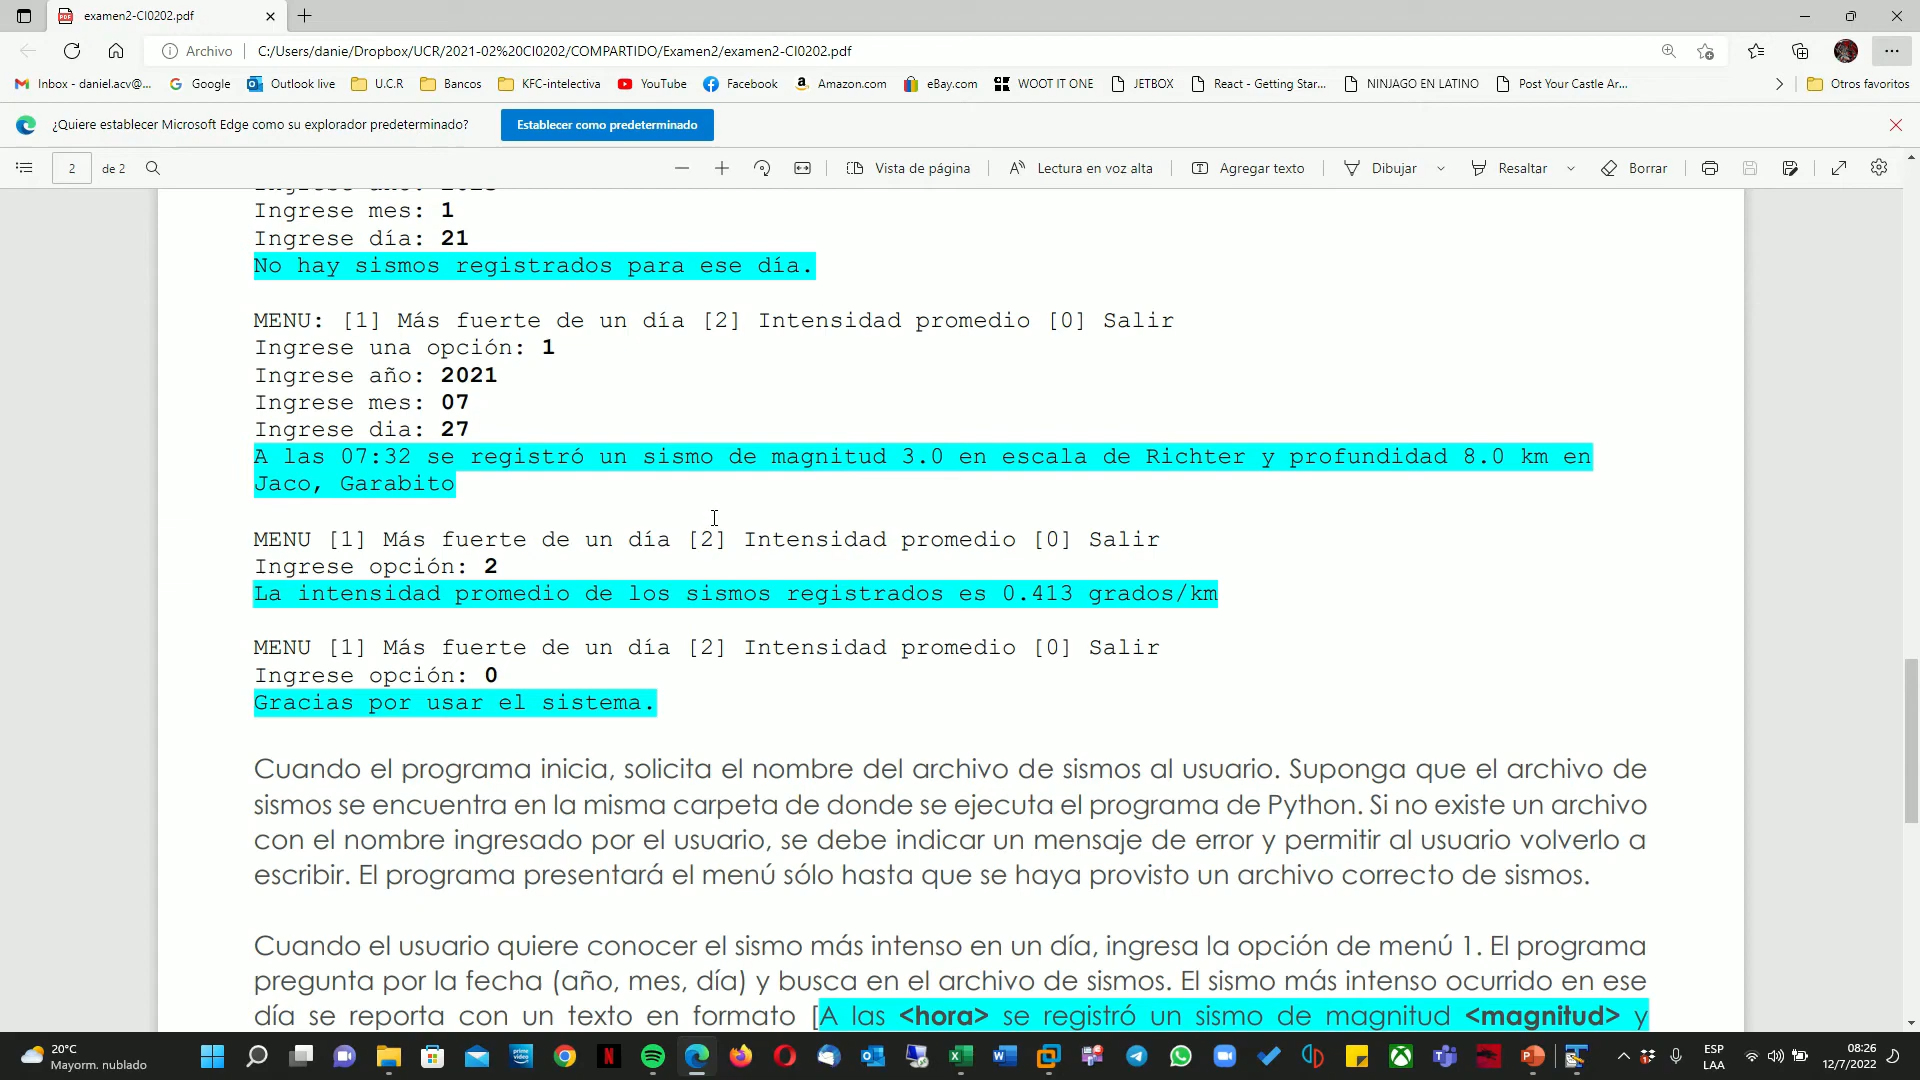 examen2-CI0202.pdf
Archivo C:/Users/danie/Dropbox/UCR/2021-02%20CI0202/COMPARTIDO/Examen2/examen2-CI0202.pdf
Inbox - daniel.acv@... Google Outlook live U.C.R Bancos KFC-intelectiva YouTube Facebook Amazon.com eBay.com WOOT IT ONE JETBOX React - Getting Star... NINJAGO EN LATINO Post Your Castle Ar... Otros favoritos
¿Quiere establecer Microsoft Edge como su explorador predeterminado? Establecer como predeterminado
2 de 2 Vista de página Lectura en voz alta Agregar texto Dibujar Resaltar Borrar
Ingrese mes: 1
Ingrese día: 21
No hay sismos registrados para ese día.
MENU: [1] Más fuerte de un día [2] Intensidad promedio [0] Salir
Ingrese una opción: 1
Ingrese año: 2021
Ingrese mes: 07
Ingrese dia: 27
A las 07:32 se registró un sismo de magnitud 3.0 en escala de Richter y profundidad 8.0 km en
Jaco, Garabito
MENU [1] Más fuerte de un día [2] Intensidad promedio [0] Salir
Ingrese opción: 2
La intensidad promedio de los sismos registrados es 0.413 grados/km
MENU [1] Más fuerte de un día [2] Intensidad promedio [0] Salir
Ingrese opción: 0
Gracias por usar el sistema.
Cuando el programa inicia, solicita el nombre del archivo de sismos al usuario. Suponga que el archivo de
sismos se encuentra en la misma carpeta de donde se ejecuta el programa de Python. Si no existe un archivo
con el nombre ingresado por el usuario, se debe indicar un mensaje de error y permitir al usuario volverlo a
escribir. El programa presentará el menú sólo hasta que se haya provisto un archivo correcto de sismos.
Cuando el usuario quiere conocer el sismo más intenso en un día, ingresa la opción de menú 1. El programa
pregunta por la fecha (año, mes, día) y busca en el archivo de sismos. El sismo más intenso ocurrido en ese
día se reporta con un texto en formato [A las <hora> se registró un sismo de magnitud <magnitud> y
20°C
Mayorm. nublado
ESP
LAA
08:26
12/7/2022